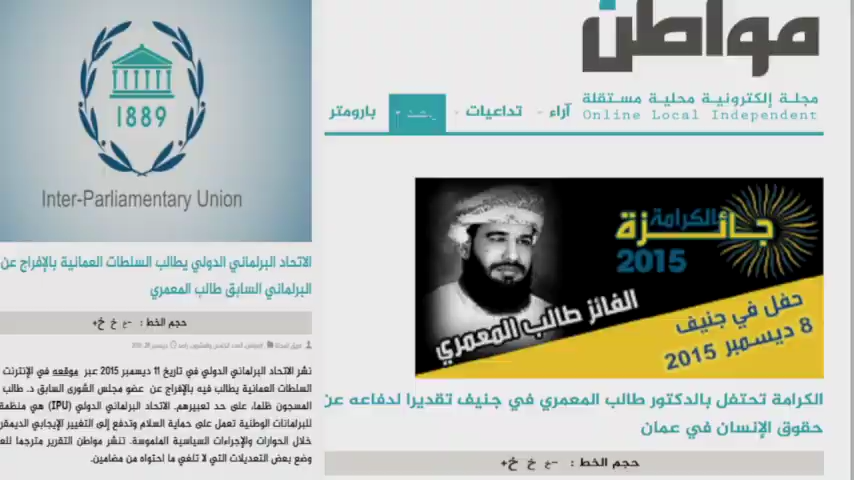 مواطن
مجلة إلكترونية محلية مستقلة
Online Local Independent
آراء
تداعيات
بارومتر
جائزة الكرامة
2015
الفائز طالب المعمري
حفل في جنيف
8 ديسمبر 2015
الكرامة تحتفل بالدكتور طالب المعمري في جنيف تقديرا لدفاعه عن
حقوق الإنسان في عمان
حجم الخط : -خ خ خ+
1889
Inter-Parliamentary Union
الاتحاد البرلماني الدولي يطالب السلطات العمانية بالإفراج عن
البرلماني السابق طالب المعمري
حجم الخط : -خ خ خ+
نشر الاتحاد البرلماني الدولي في تاريخ 11 ديسمبر 2015 عبر موقعه في الإنترنت
السلطات العمانية يطالب فيه بالإفراج عن عضو مجلس الشورى السابق د. طالب
المسجون ظلما، على حد تعبيرهم. الاتحاد البرلماني الدولي (IPU) هي منظمة
للبرلمانات الوطنية تعمل على حماية السلام وتدفع إلى التغيير الإيجابي الديمقر
خلال الحوارات والإجراءات السياسية الملموسة. تنشر مواطن التقرير مترجما للع
وضع بعض التعديلات التي لا تلغي ما احتواه من مضامين.